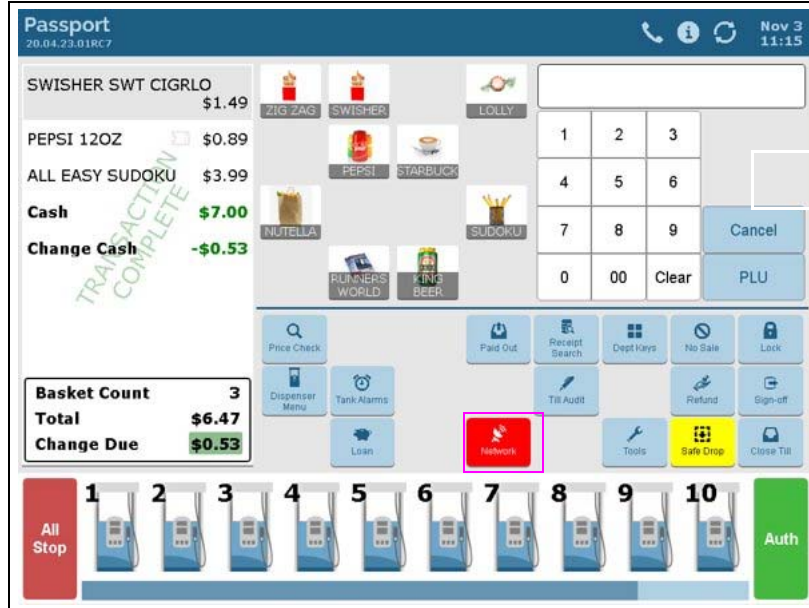 Passport
20.04.23.01RC7
Nov 3
11:15
SWISHER SWT CIGRLO
$1.49
PEPSI 12OZ $0.89
ALL EASY SUDOKU $3.99
Cash $7.00
Change Cash -$0.53
TRANSACTION
COMPLETE
Basket Count 3
Total $6.47
Change Due $0.53
ZIG ZAG SWISHER LOLLY
PEPSI STARBUCK
NUTELLA SUDOKU
RUNNERS
WORLD
KING
BEER
1 2 3
4 5 6
7 8 9 Cancel
0 00 Clear PLU
Price Check
Paid Out
Receipt
Search
Dept Keys
No Sale
Lock
Dispenser
Menu
Tank Alarms
Till Audit
Refund
Sign-off
Loan
Network
Tools
Safe Drop
Close Till
All
Stop
1 2 3 4 5 6 7 8 9 10
Auth